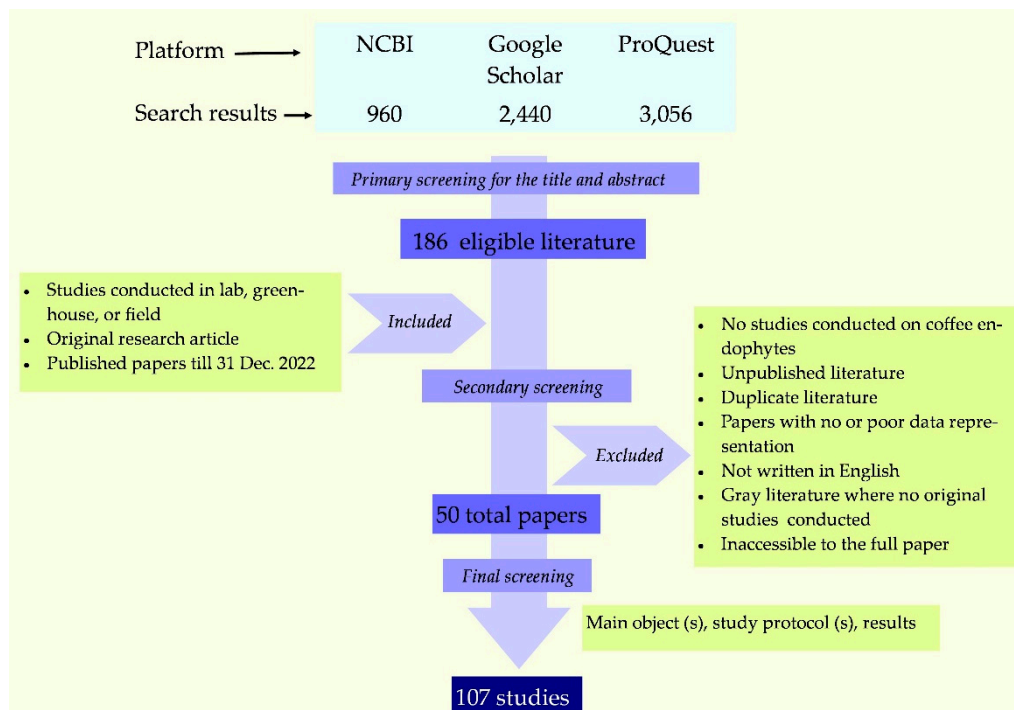 Platform
NCBI
Google
Scholar
ProQuest
Search results
960
2,440
3,056
Primary screening for the title and abstract
186 eligible literature
• Studies conducted in lab, green-
house, or field
• Original research article
• Published papers till 31 Dec. 2022
Included
Secondary screening
• No studies conducted on coffee en-
dophytes
• Unpublished literature
• Duplicate literature
• Papers with no or poor data repre-
sentation
• Not written in English
• Gray literature where no original
studies conducted
• Inaccessible to the full paper
Excluded
50 total papers
Final screening
Main object (s), study protocol (s), results
107 studies